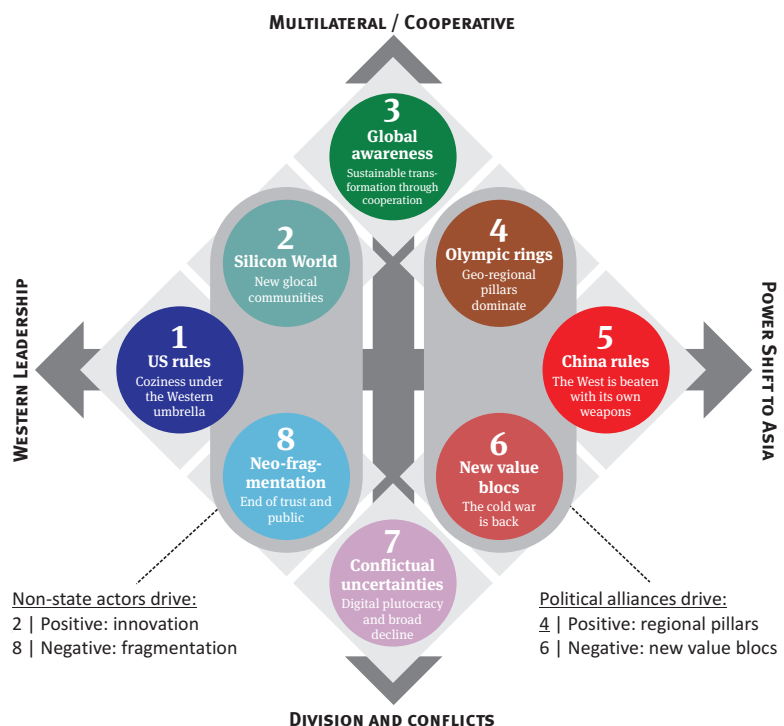 MULTILATERAL / COOPERATIVE
3
Global
awareness
Sustainable trans-
formation through
cooperation
2
Silicon World
New glocal
communities
4
Olympic rings
Geo-regional
pillars
dominate
WESTERN LEADERSHIP
1
US rules
Coziness under
the Western
umbrella
5
China rules
The West is beaten
with its own
weapons
POWER SHIFT TO ASIA
8
Neo-frag-
mentation
End of trust and
public
6
New value
blocs
The cold war
is back
7
Conflictual
uncertainties
Digital plutocracy
and broad
decline
Non-state actors drive:
2 | Positive: innovation
8 | Negative: fragmentation
Political alliances drive:
4 | Positive: regional pillars
6 | Negative: new value blocs
DIVISION AND CONFLICTS